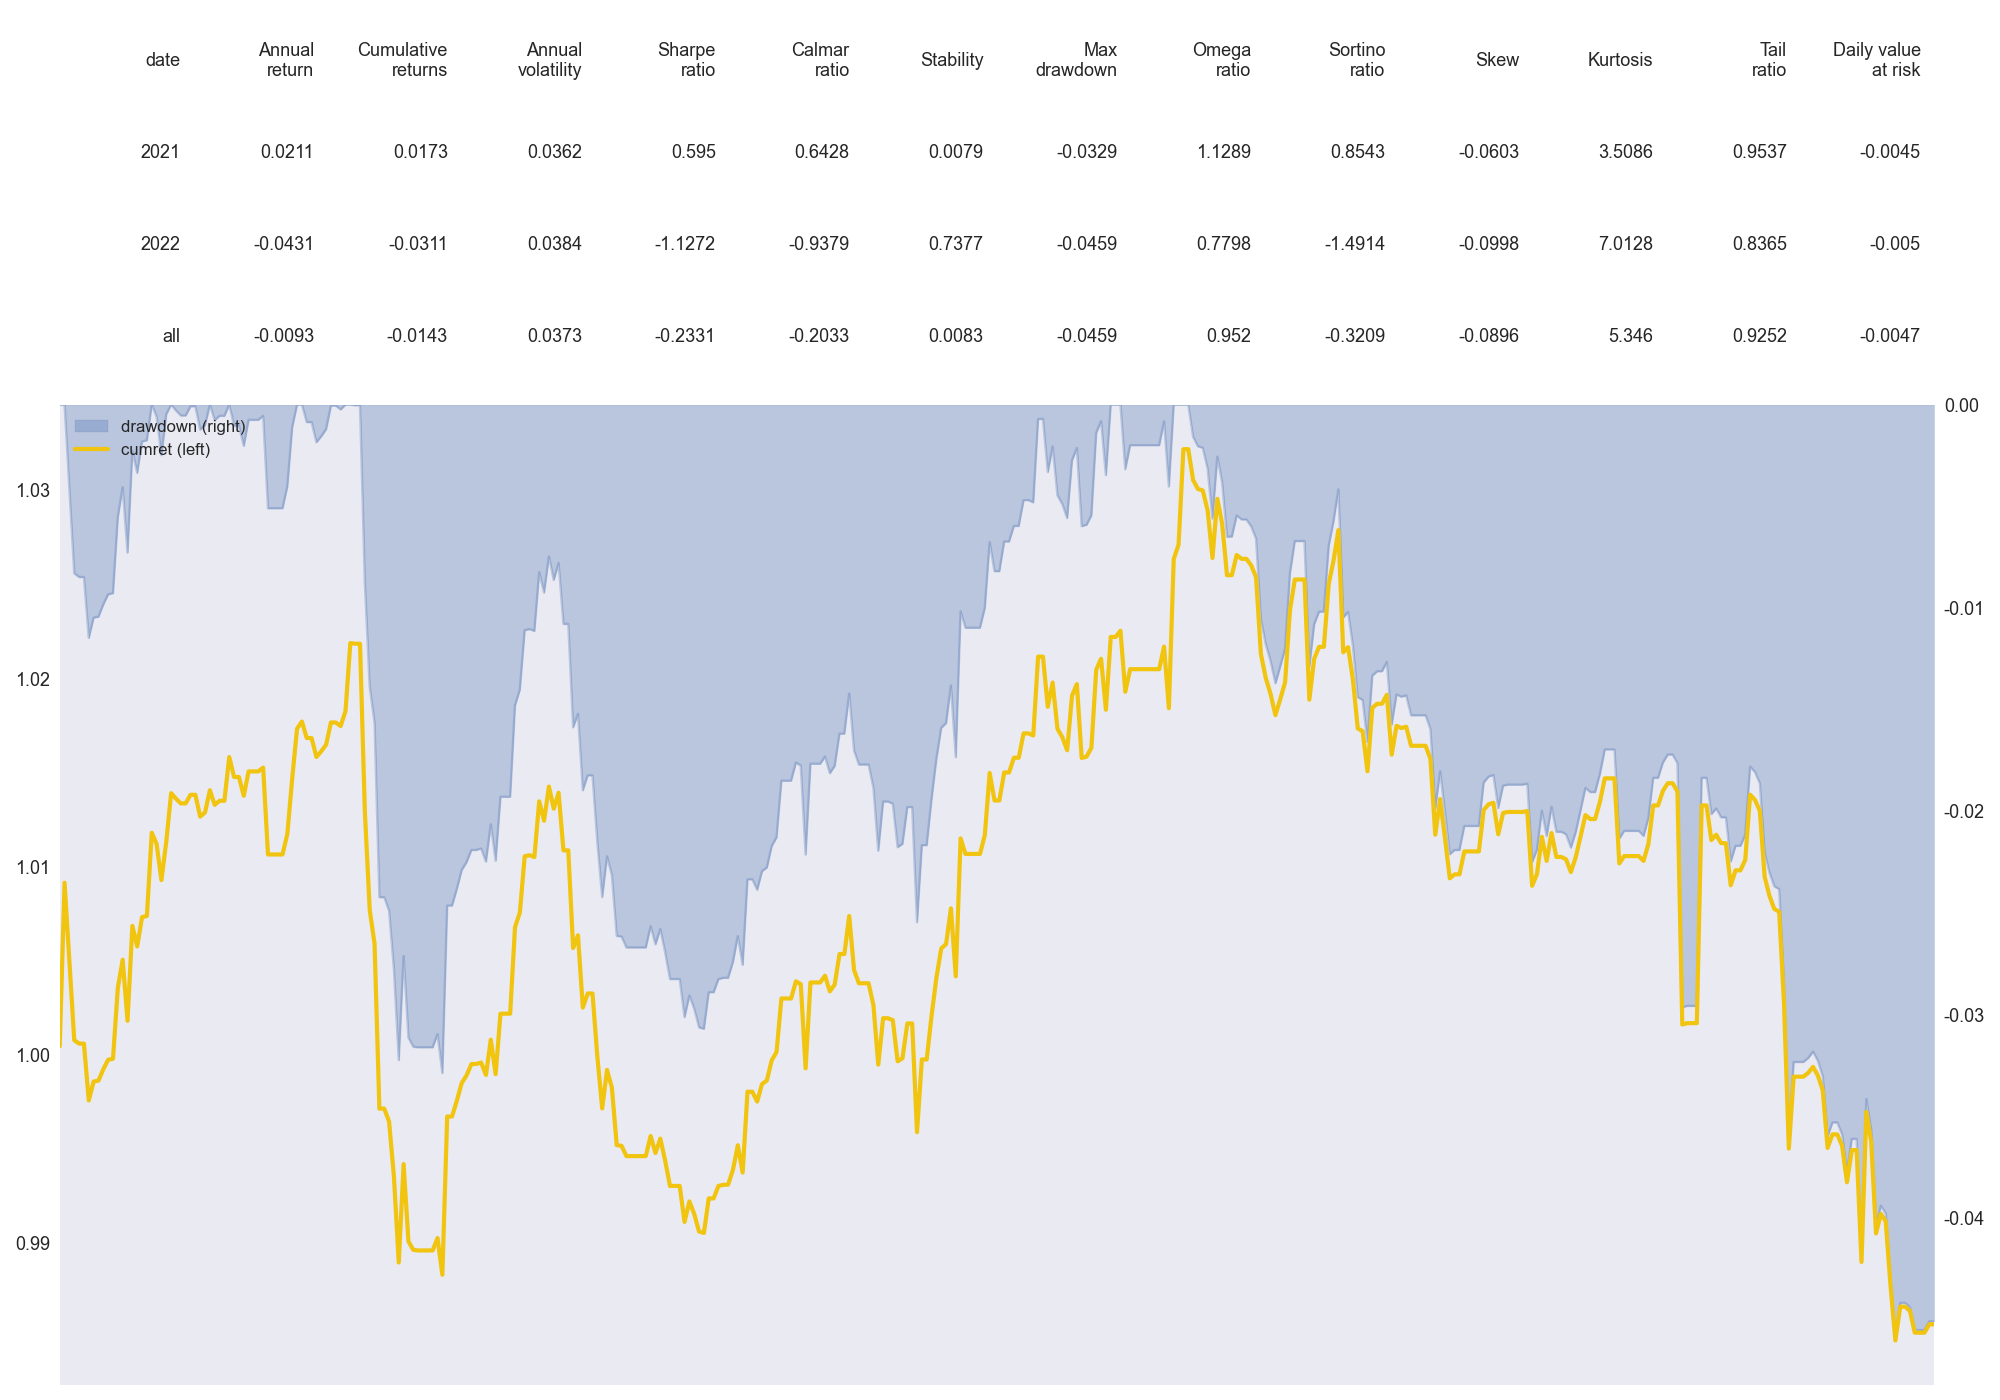 date Annual return Cumulative returns Annual volatility Sharpe ratio Calmar ratio Stability Max drawdown Omega ratio Sortino ratio Skew Kurtosis Tail ratio Daily value at risk
2021 0.0211 0.0173 0.0362 0.595 0.6428 0.0079 -0.0329 1.1289 0.8543 -0.0603 3.5086 0.9537 -0.0045
2022 -0.0431 -0.0311 0.0384 -1.1272 -0.9379 0.7377 -0.0459 0.7798 -1.4914 -0.0998 7.0128 0.8365 -0.005
all -0.0093 -0.0143 0.0373 -0.2331 -0.2033 0.0083 -0.0459 0.952 -0.3209 -0.0896 5.346 0.9252 -0.0047
drawdown (right)
cumret (left)
1.03
1.02
1.01
1.00
0.99
0.00
-0.01
-0.02
-0.03
-0.04